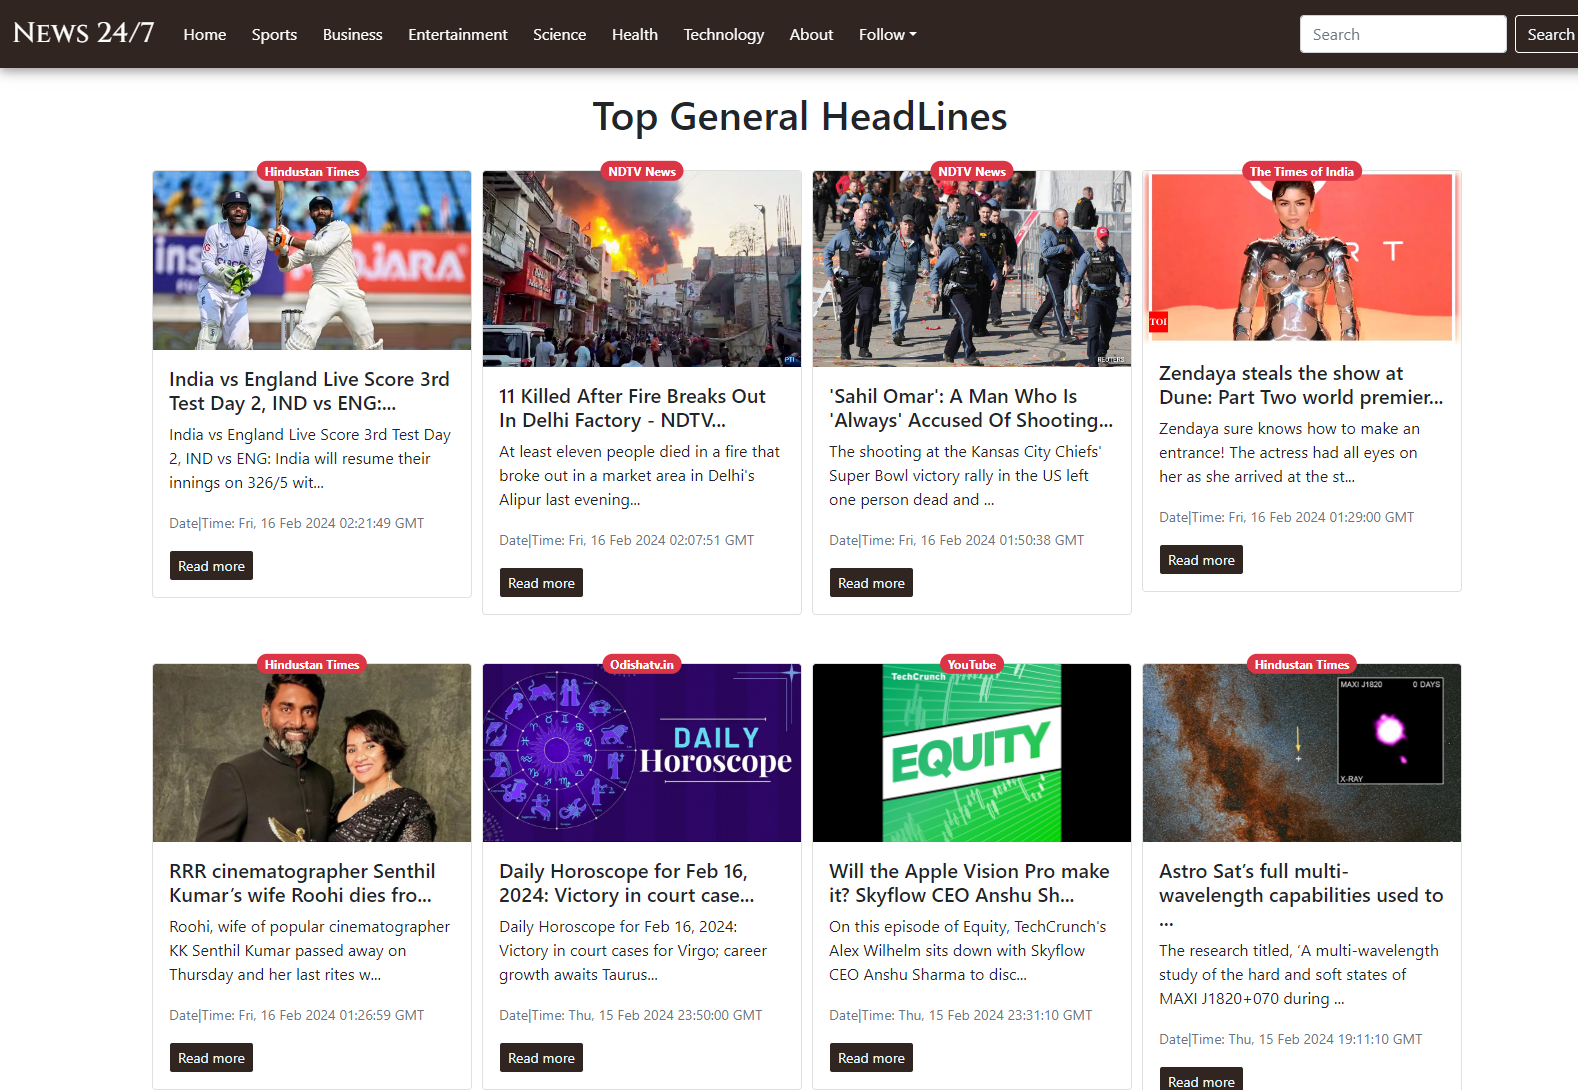 News 24/7 Home Sports Business Entertainment Science Health Technology About Follow Search Search
Top General HeadLines
Hindustan Times
JARA
India vs England Live Score 3rd
Test Day 2, IND vs ENG:...
India vs England Live Score 3rd Test Day
2, IND vs ENG: India will resume their
innings on 326/5 wit...
Date|Time: Fri, 16 Feb 2024 02:21:49 GMT
Read more
NDTV News
PTI
11 Killed After Fire Breaks Out
In Delhi Factory - NDTV...
At least eleven people died in a fire that
broke out in a market area in Delhi's
Alipur last evening...
Date|Time: Fri, 16 Feb 2024 02:07:51 GMT
Read more
NDTV News
REUTERS
'Sahil Omar': A Man Who Is
'Always' Accused Of Shooting...
The shooting at the Kansas City Chiefs'
Super Bowl victory rally in the US left
one person dead and ...
Date|Time: Fri, 16 Feb 2024 01:50:38 GMT
Read more
The Times of India
R T
TOI
Zendaya steals the show at
Dune: Part Two world premier...
Zendaya sure knows how to make an
entrance! The actress had all eyes on
her as she arrived at the st...
Date|Time: Fri, 16 Feb 2024 01:29:00 GMT
Read more
Hindustan Times
RRR cinematographer Senthil
Kumar’s wife Roohi dies fro...
Roohi, wife of popular cinematographer
KK Senthil Kumar passed away on
Thursday and her last rites w...
Date|Time: Fri, 16 Feb 2024 01:26:59 GMT
Read more
Odishatv.in
DAILY
Horoscope
Daily Horoscope for Feb 16,
2024: Victory in court case...
Daily Horoscope for Feb 16, 2024:
Victory in court cases for Virgo; career
growth awaits Taurus...
Date|Time: Thu, 15 Feb 2024 23:50:00 GMT
Read more
YouTube
TechCrunch
EQUITY
Will the Apple Vision Pro make
it? Skyflow CEO Anshu Sh...
On this episode of Equity, TechCrunch's
Alex Wilhelm sits down with Skyflow
CEO Anshu Sharma to disc...
Date|Time: Thu, 15 Feb 2024 23:31:10 GMT
Read more
Hindustan Times
MAXI J1820 0 DAYS
X-RAY
Astro Sat’s full multi-
wavelength capabilities used to
...
The research titled, ‘A multi-wavelength
study of the hard and soft states of
MAXI J1820+070 during ...
Date|Time: Thu, 15 Feb 2024 19:11:10 GMT
Read more